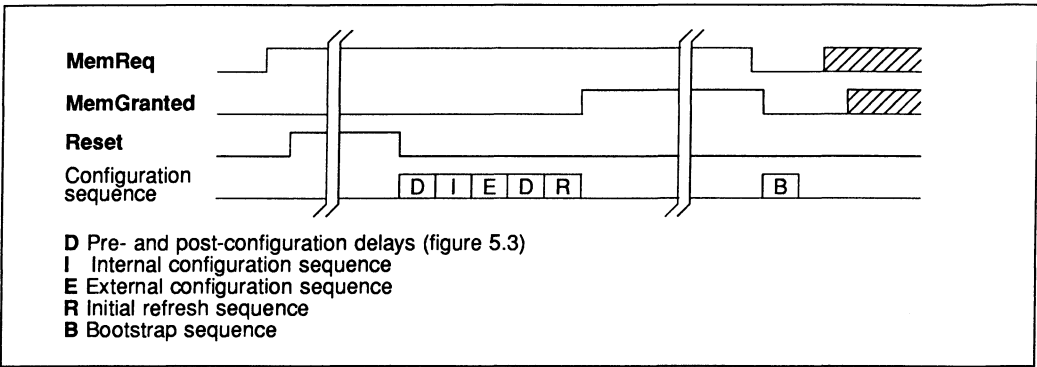 MemReq
MemGranted
Reset
Configuration
sequence
D I E D R
B
D Pre- and post-configuration delays (figure 5.3)
I Internal configuration sequence
E External configuration sequence
R Initial refresh sequence
B Bootstrap sequence